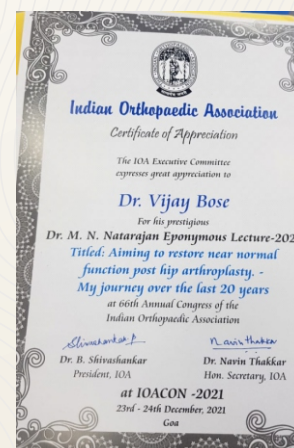 Indian Orthopaedic Association
Certificate of Appreciation
The IOA Executive Committee
expresses great appreciation to
Dr. Vijay Bose
For his prestigious
Dr. M. N. Natarajan Eponymous Lecture-202
Titled: Aiming to restore near normal
function post hip arthroplasty. -
My journey over the last 20 years
at 66th Annual Congress of the
Indian Orthopaedic Association
Shivashankar B
Navin Thakkar
Dr. B. Shivashankar
Dr. Navin Thakkar
President, IOA
Hon. Secretary, IOA
at IOACON -2021
23rd - 24th December, 2021
Goa